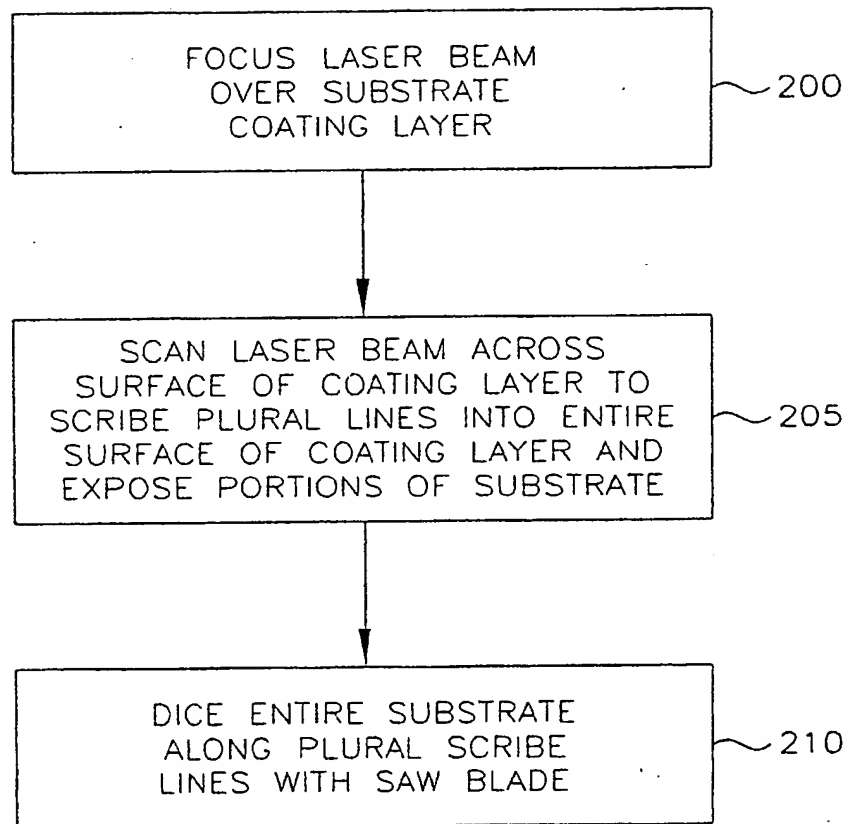 FOCUS LASER BEAM
OVER SUBSTRATE
COATING LAYER
200
SCAN LASER BEAM ACROSS
SURFACE OF COATING LAYER TO
SCRIBE PLURAL LINES INTO ENTIRE
SURFACE OF COATING LAYER AND
EXPOSE PORTIONS OF SUBSTRATE
205
DICE ENTIRE SUBSTRATE
ALONG PLURAL SCRIBE
LINES WITH SAW BLADE
210